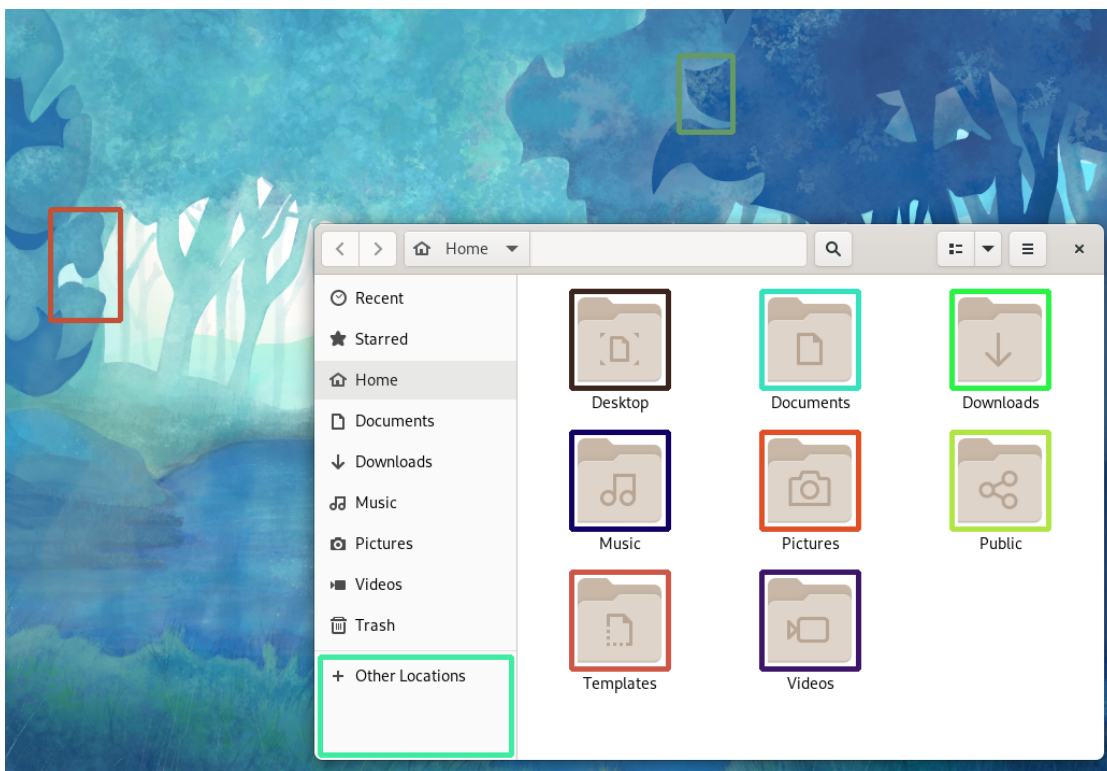 Home
Recent
Starred
Home
Documents
Downloads
Music
Pictures
Videos
Trash
Other Locations
Desktop
Documents
Downloads
Music
Pictures
Public
Templates
Videos